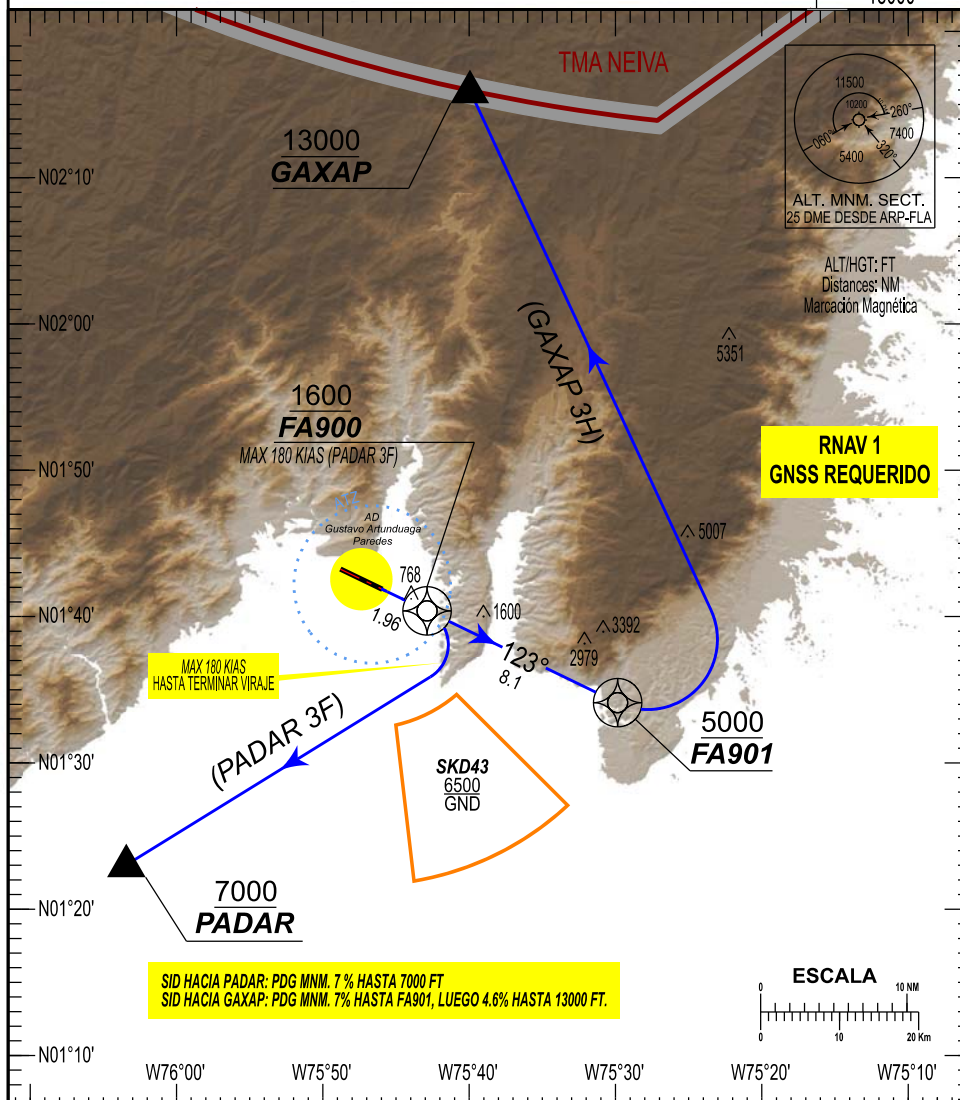 TMA NEIVA
11500
10200
260°
060°
7400
5400
320°
ALT. MNM. SECT.
25 DME DESDE ARP-FLA
13000
GAXAP
N02°10'
ALT/HGT: FT
Distances: NM
Marcación Magnética
N02°00'
(GAXAP 3H)
5351
1600
FA900
MAX 180 KIAS (PADAR 3F)
RNAV 1
GNSS REQUERIDO
N01°50'
AD
Gustavo Artunduaga
Paredes
5007
768
N01°40'
1.96
1600
3392
2979
123°
8.1
MAX 180 KIAS
HASTA TERMINAR VIRAJE
(PADAR 3F)
5000
FA901
N01°30'
SKD43
6500
GND
7000
PADAR
N01°20'
SID HACIA PADAR: PDG MNM. 7 % HASTA 7000 FT
SID HACIA GAXAP: PDG MNM. 7% HASTA FA901, LUEGO 4.6% HASTA 13000 FT.
ESCALA
0 10 NM
0 10 20 Km
N01°10'
W76°00' W75°50' W75°40' W75°30' W75°20' W75°10'